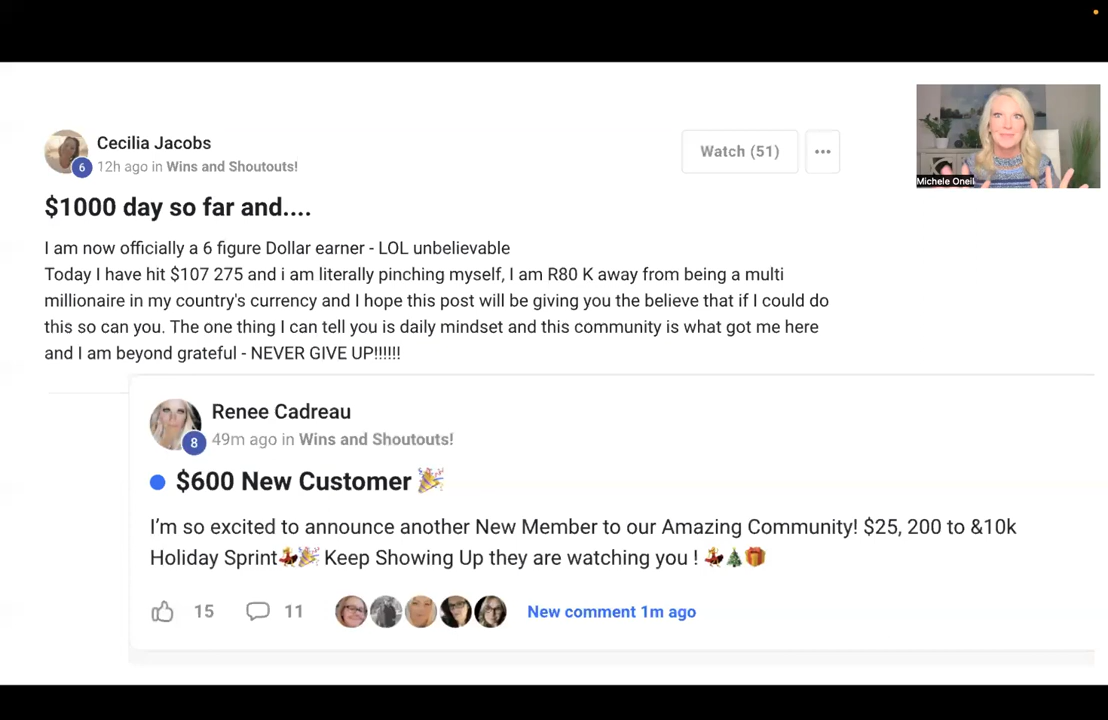 Cecilia Jacobs
6
12h ago in Wins and Shoutouts!
Watch (51)
•••
Michele Oneil
$1000 day so far and....
I am now officially a 6 figure Dollar earner - LOL unbelievable
Today I have hit $107 275 and i am literally pinching myself, I am R80 K away from being a multi
millionaire in my country's currency and I hope this post will be giving you the believe that if I could do
this so can you. The one thing I can tell you is daily mindset and this community is what got me here
and I am beyond grateful - NEVER GIVE UP!!!!!!
Renee Cadreau
8
49m ago in Wins and Shoutouts!
$600 New Customer 🎉
I’m so excited to announce another New Member to our Amazing Community! $25, 200 to &10k
Holiday Sprint💃🎉 Keep Showing Up they are watching you ! 💃🎄🎁
15
11
New comment 1m ago